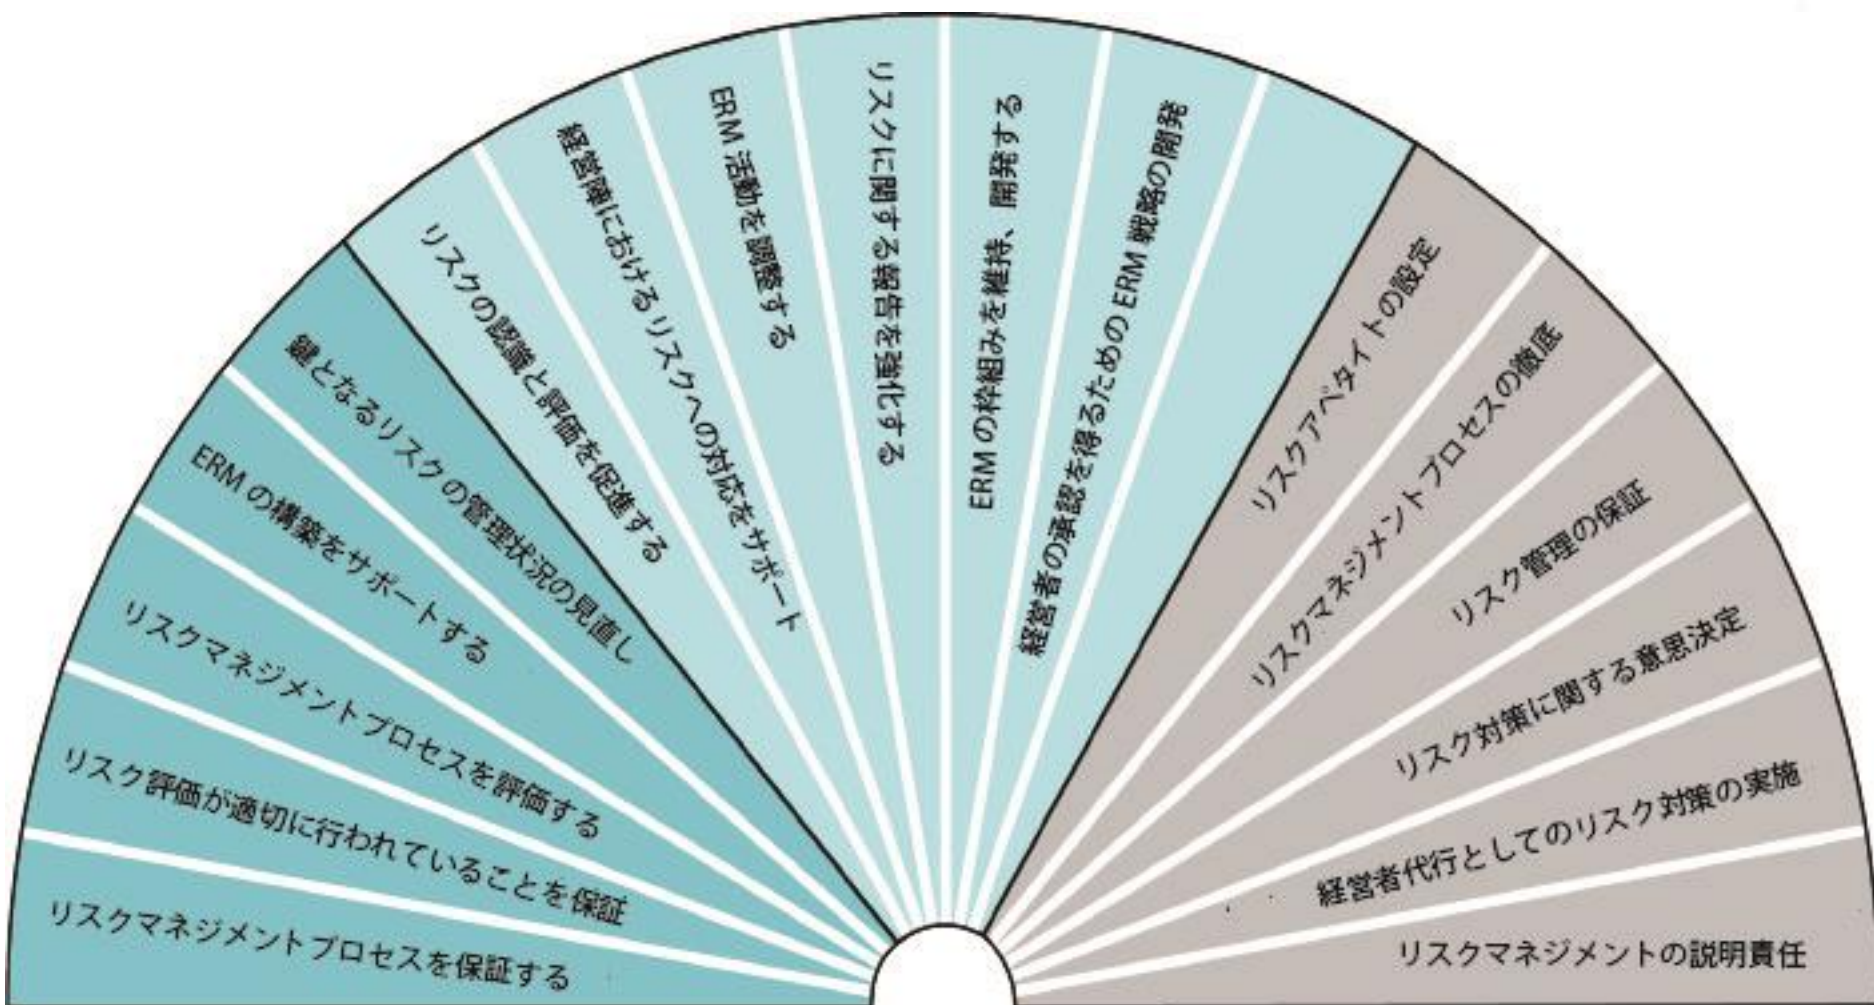 リスクマネジメントプロセスを保証する
リスク評価が適切に行われていることを保証
リスクマネジメントプロセスを評価する
ERMの構築をサポートする
鍵となるリスクの管理状況の見直し
リスクの認識と評価を促進する
経営陣におけるリスクへの対応をサポート
ERM活動を調整する
リスクに関する報告を強化する
ERMの枠組みを維持、開発する
経営者の承認を得るためのERM戦略の開発
リスクアペタイトの設定
リスクマネジメントプロセスの徹底
リスク管理の保証
リスク対策に関する意思決定
経営者代行としてのリスク対策の実施
リスクマネジメントの説明責任